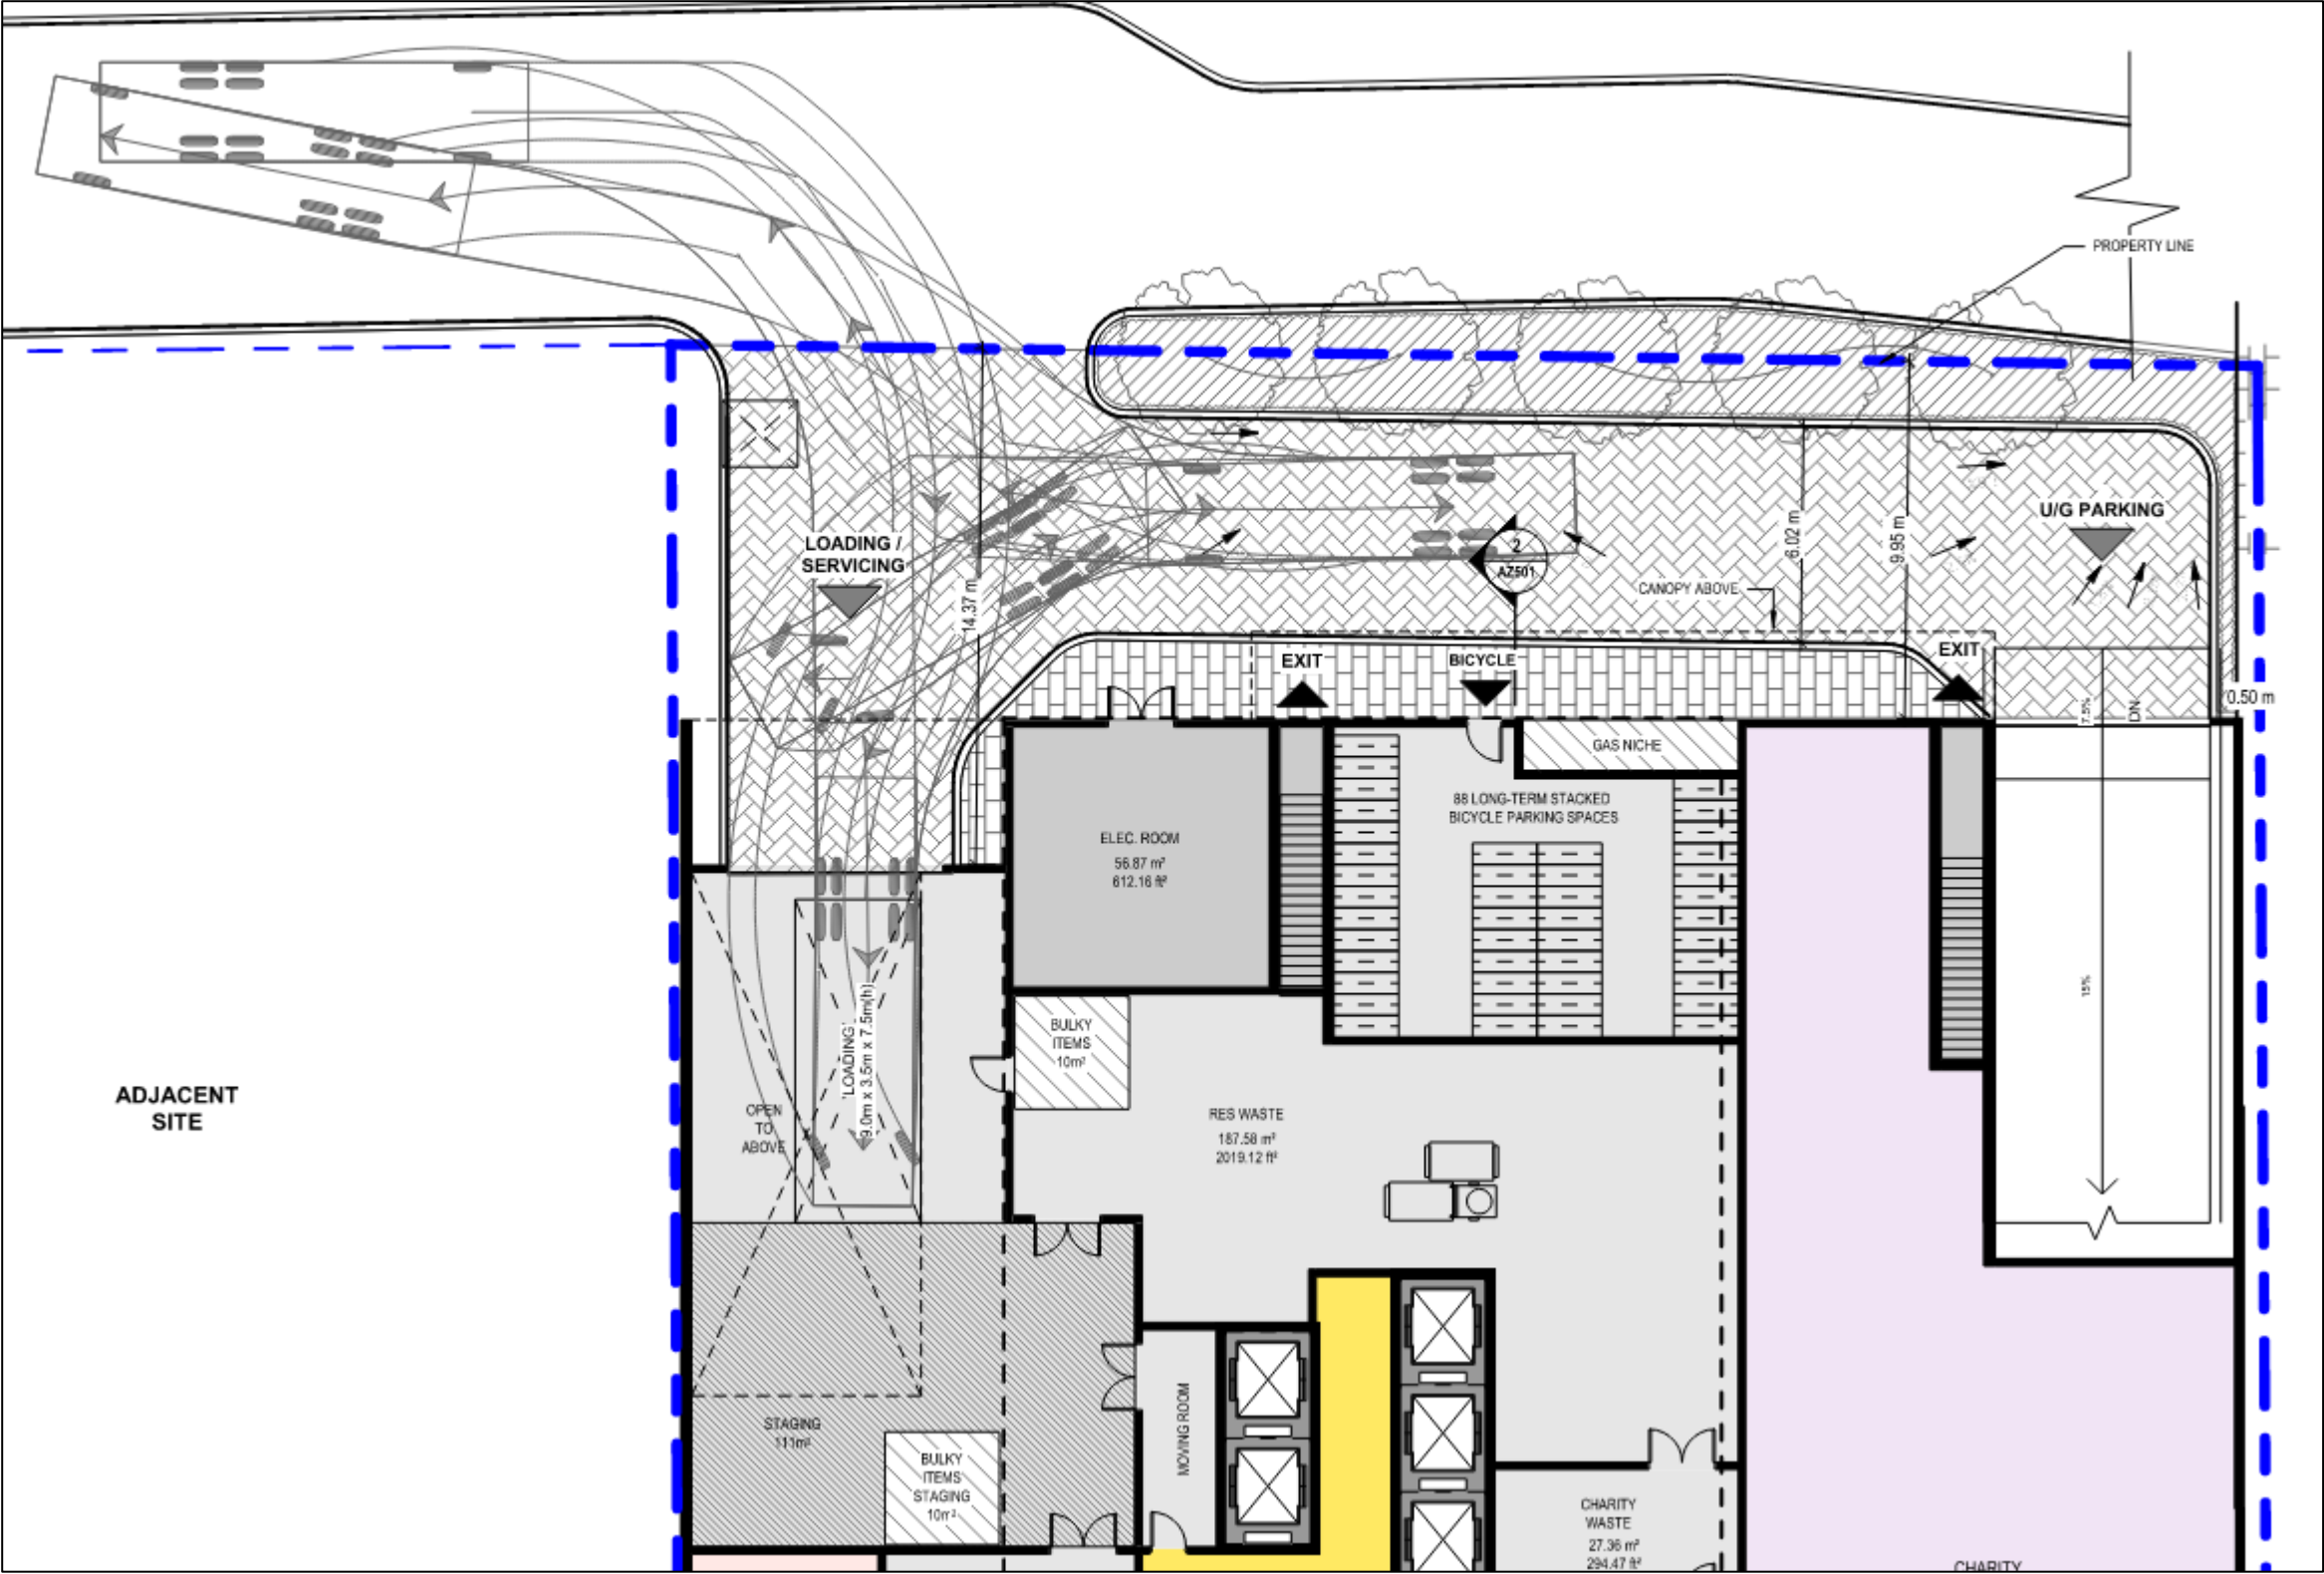 PROPERTY LINE
LOADING /
SERVICING
14.37 m
2
AZ501
6.02 m
9.95 m
CANOPY ABOVE
U/G PARKING
EXIT
BICYCLE
EXIT
0.50 m
7.5%
DN
GAS NICHE
88 LONG-TERM STACKED
BICYCLE PARKING SPACES
ELEC. ROOM
56.87 m²
612.16 ft²
15%
'LOADING'
9.0m x 3.5m x 7.5m(h)
BULKY
ITEMS
10m²
ADJACENT
SITE
OPEN
TO
ABOVE
RES WASTE
187.58 m²
2019.12 ft²
STAGING
111m²
BULKY
ITEMS
STAGING
10m²
MOVING ROOM
CHARITY
WASTE
27.36 m²
294.47 ft²
CHARITY